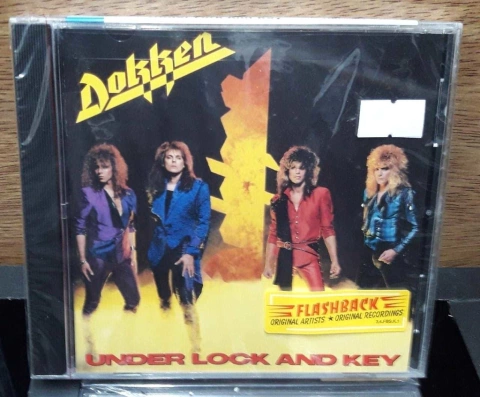 Dokken
FLASHBACK
ORIGINAL ARTISTS ★ ORIGINAL RECORDINGS
UNDER LOCK AND KEY